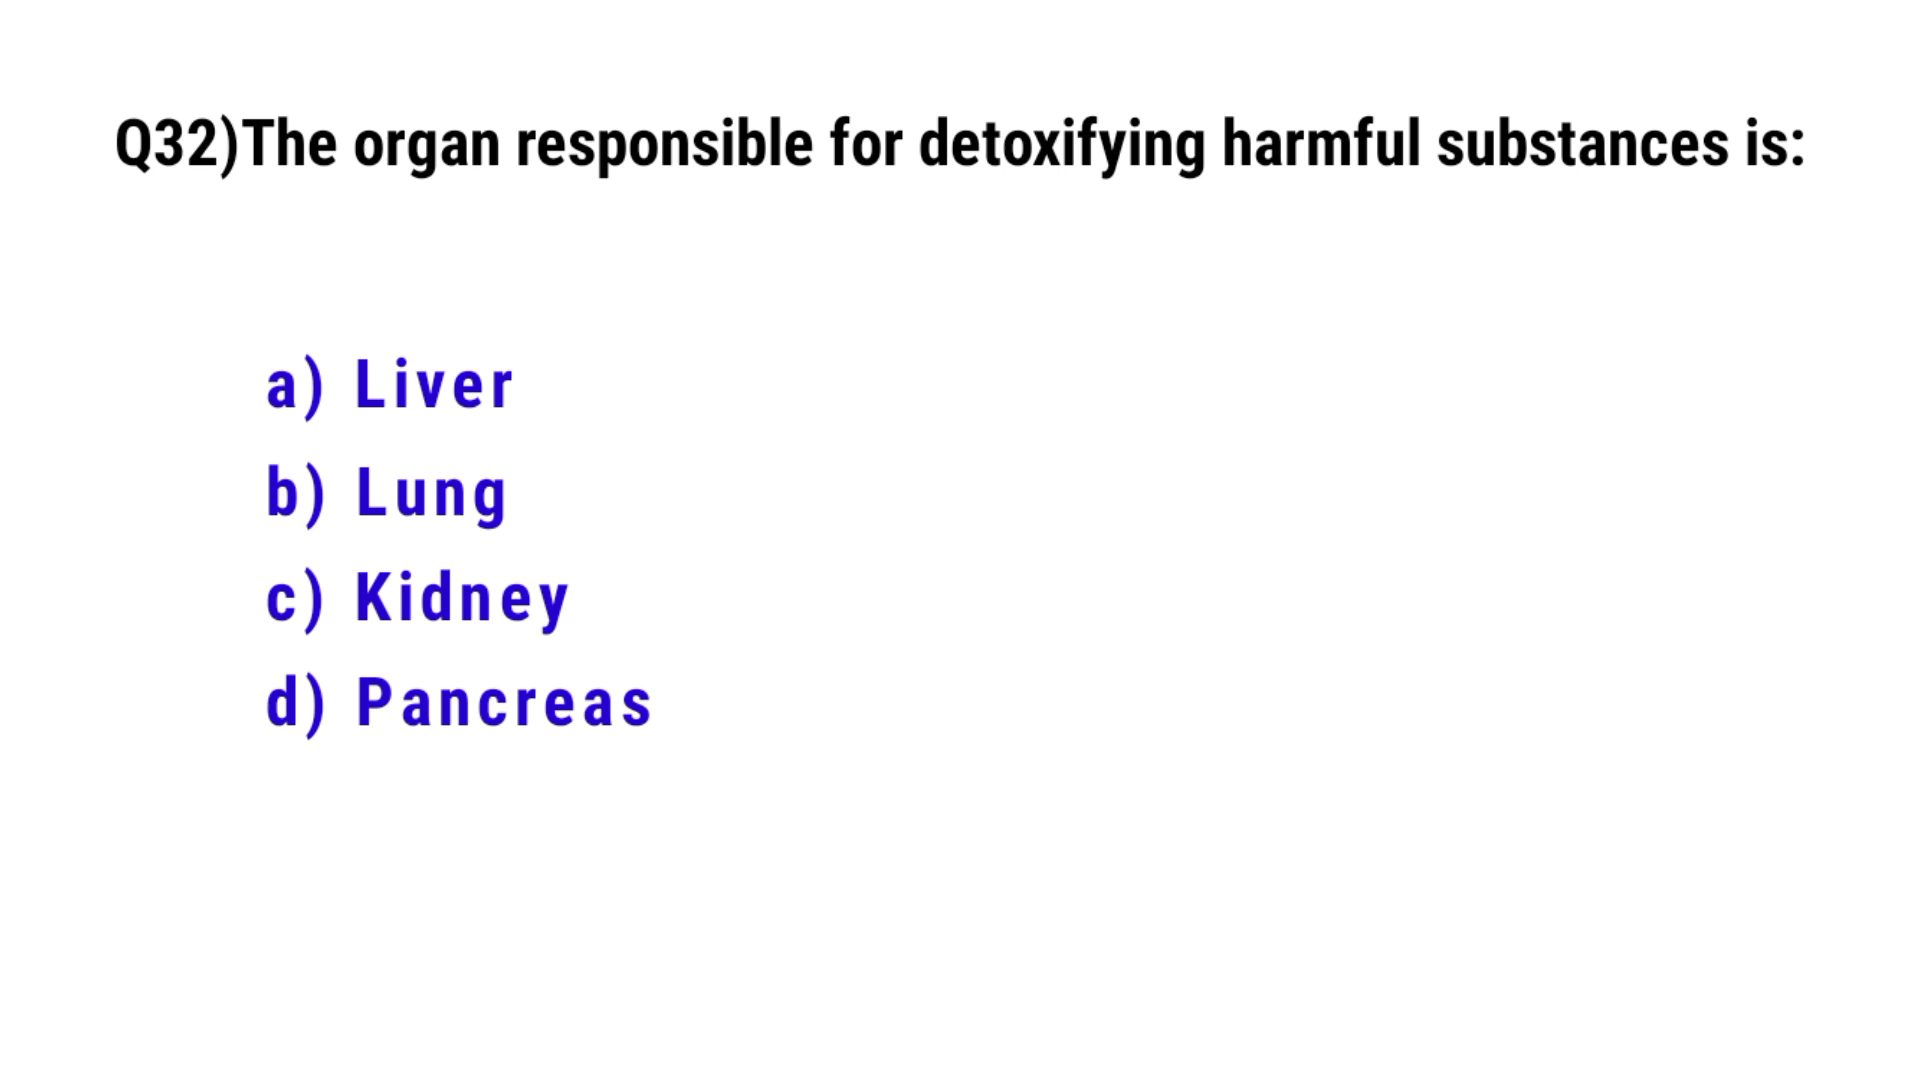 Q32)The organ responsible for detoxifying harmful substances is:
a) Liver
b) Lung
c) Kidney
d) Pancreas